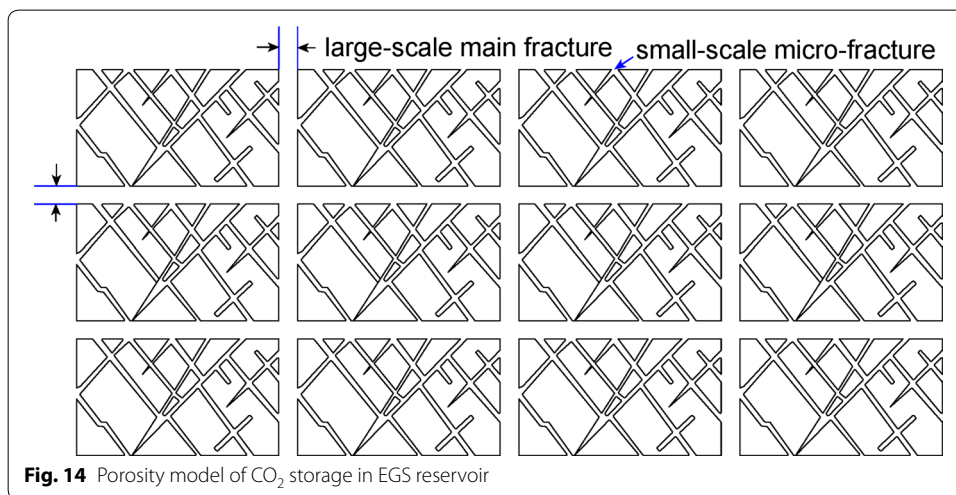 large-scale main fracture
small-scale micro-fracture
Fig. 14 Porosity model of CO₂ storage in EGS reservoir